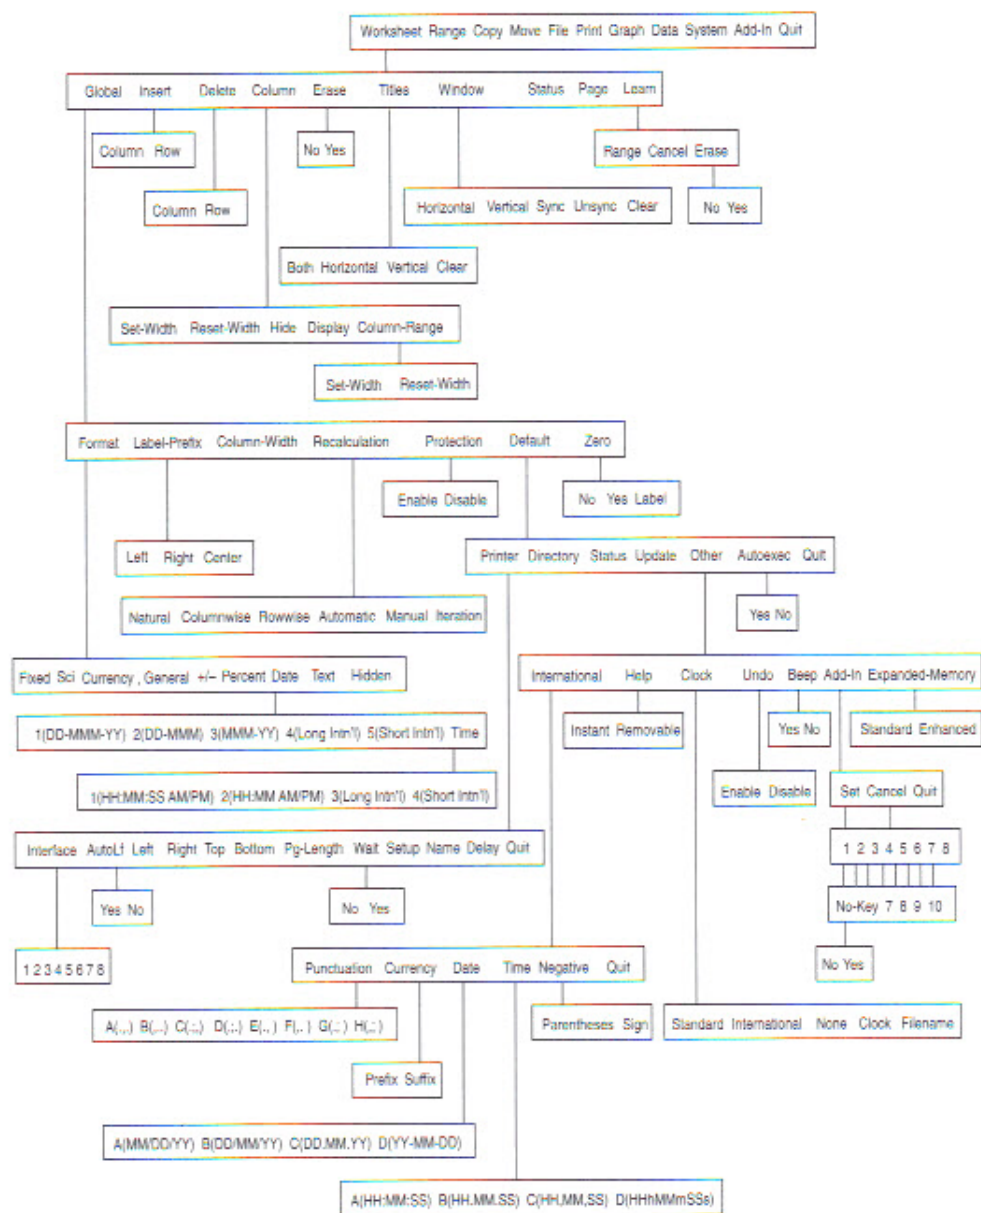 Worksheet Range Copy Move File Print Graph Data System Add-In Quit
Global Insert Delete Column Erase Titles Window Status Page Learn
Column Row
No Yes
Range Cancel Erase
Column Row
Horizontal Vertical Sync Unsync Clear
No Yes
Both Horizontal Vertical Clear
Set-Width Reset-Width Hide Display Column-Range
Set-Width Reset-Width
Format Label-Prefix Column-Width Recalculation Protection Default Zero
Enable Disable
No Yes Label
Left Right Center
Printer Directory Status Update Other Autoexec Quit
Natural Columnwise Rowwise Automatic Manual Iteration
Yes No
Fixed Sci Currency , General +/– Percent Date Text Hidden
International Help Clock Undo Beep Add-In Expanded-Memory
1(DD-MMM-YY) 2(DD-MMM) 3(MMM-YY) 4(Long Intn'l) 5(Short Intn'l) Time
Instant Removable
Yes No
Standard Enhanced
1(HH:MM:SS AM/PM) 2(HH:MM AM/PM) 3(Long Intn'l) 4(Short Intn'l)
Enable Disable
Set Cancel Quit
Interface AutoLf Left Right Top Bottom Pg-Length Wait Setup Name Delay Quit
1 2 3 4 5 6 7 8
Yes No
No Yes
No-Key 7 8 9 10
1 2 3 4 5 6 7 8
Punctuation Currency Date Time Negative Quit
No Yes
Parentheses Sign
Standard International None Clock Filename
Prefix Suffix
A(MM/DD/YY) B(DD/MM/YY) C(DD.MM.YY) D(YY-MM-DD)
A(HH:MM:SS) B(HH.MM.SS) C(HH,MM,SS) D(HHhMMmSSs)